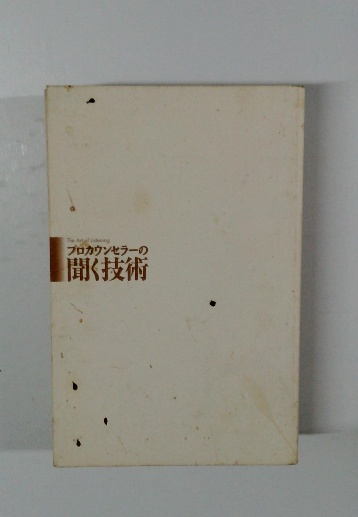 The Art of Listening
プロカウンセラーの
聞く技術